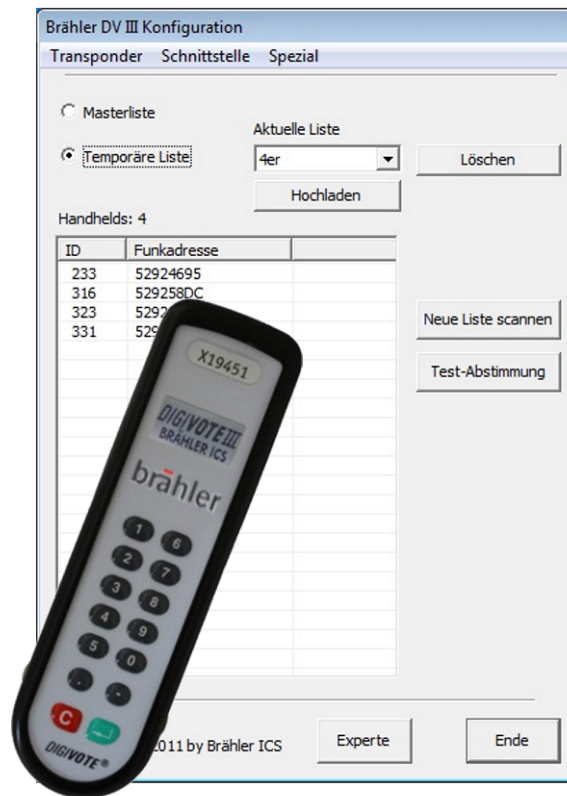 Brähler DV III Konfiguration
Transponder Schnittstelle Spezial
Masterliste
Aktuelle Liste
Temporäre Liste
4er
Löschen
Hochladen
Handhelds: 4
ID Funkadresse
233 52924695
316 529258DC
323
331
Neue Liste scannen
Test-Abstimmung
X19451
DIGIVOTE III
BRÄHLER ICS
brähler
1 6
2 7
3 8
4 9
5 0
. -
C
DIGIVOTE®
2011 by Brähler ICS
Experte
Ende